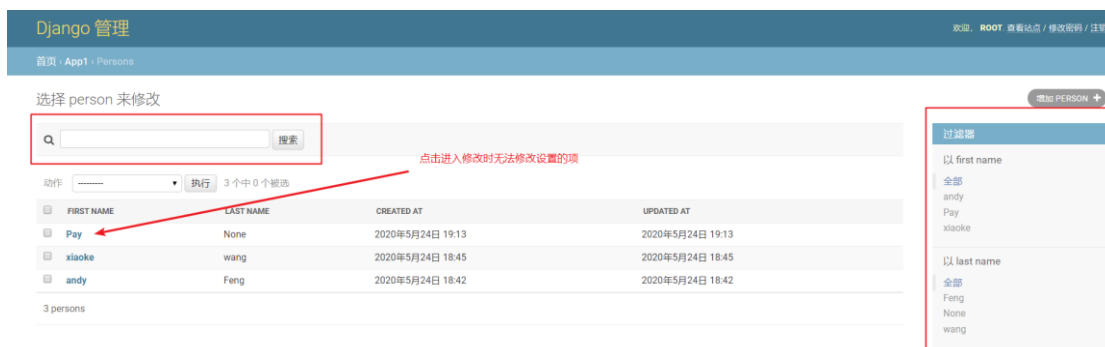 Django 管理
欢迎， ROOT. 查看站点 / 修改密码 / 注销
首页 › App1 › Persons
选择 person 来修改
增加 PERSON +
搜索
点击进入修改时无法修改设置的项
动作 --------- 执行 3 个中 0 个被选
FIRST NAME LAST NAME CREATED AT UPDATED AT
Pay None 2020年5月24日 19:13 2020年5月24日 19:13
xiaoke wang 2020年5月24日 18:45 2020年5月24日 18:45
andy Feng 2020年5月24日 18:42 2020年5月24日 18:42
3 persons
过滤器
以 first name
全部
andy
Pay
xiaoke
以 last name
全部
Feng
None
wang